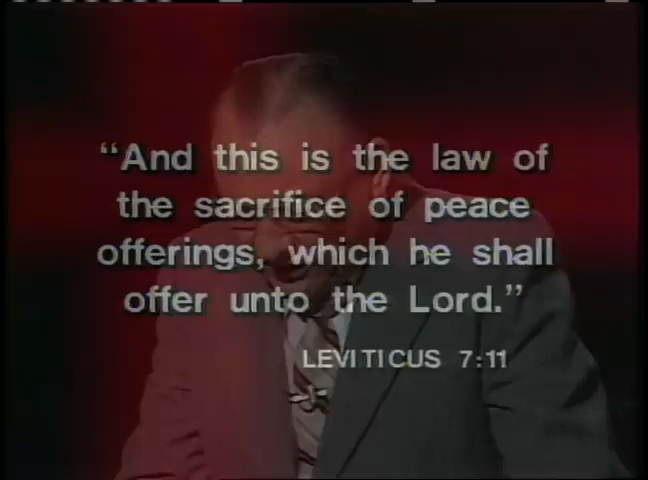 “And this is the law of
the sacrifice of peace
offerings, which he shall
offer unto the Lord.”
LEVITICUS 7:11